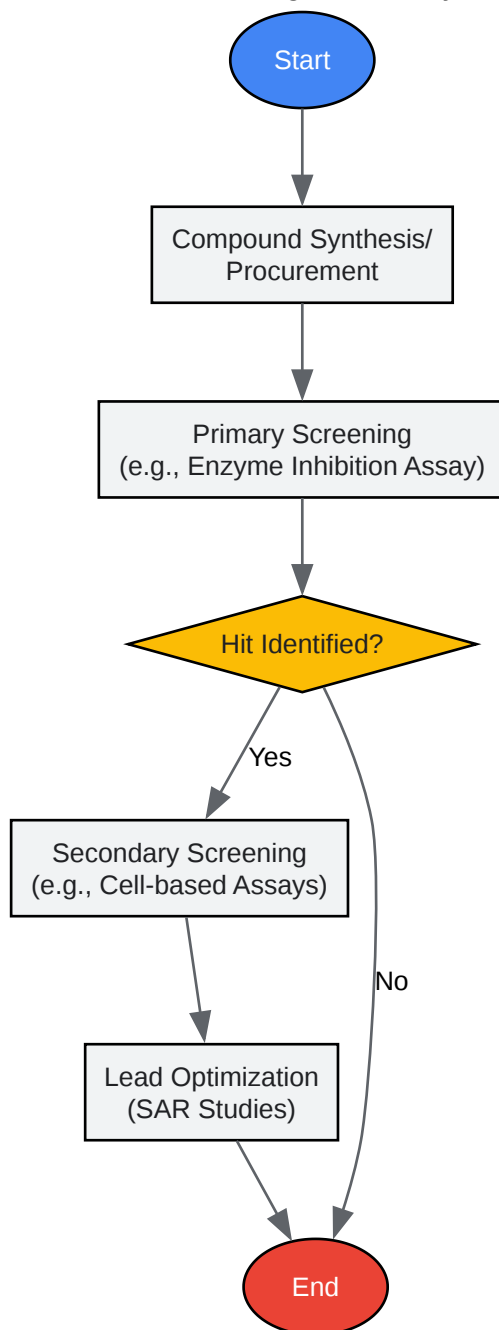 Start
Compound Synthesis/
Procurement
Primary Screening
(e.g., Enzyme Inhibition Assay)
Hit Identified?
Yes
Secondary Screening
(e.g., Cell-based Assays)
No
Lead Optimization
(SAR Studies)
End